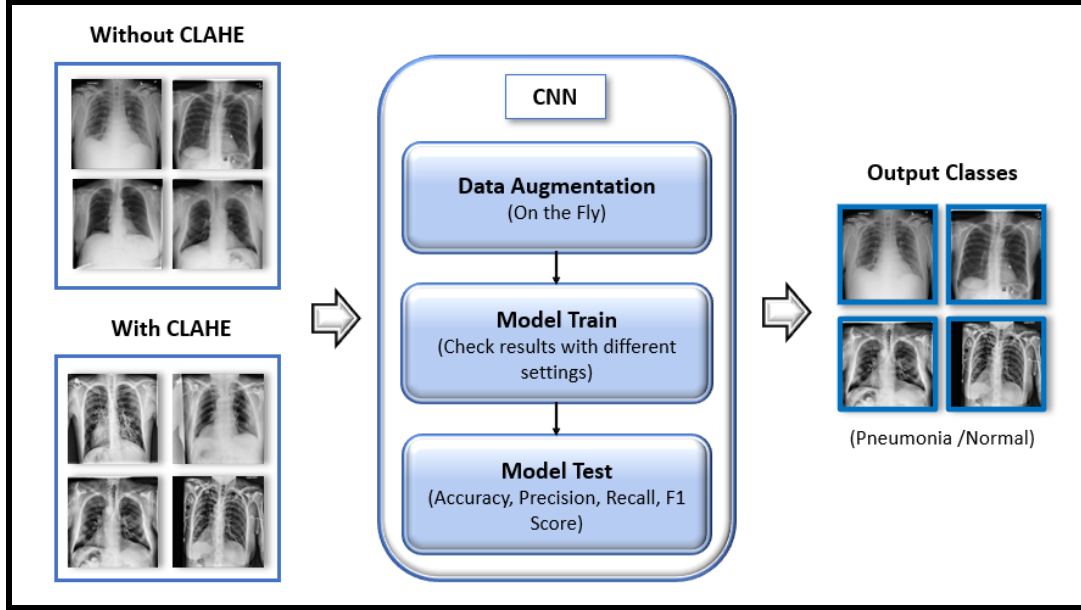 Without CLAHE
With CLAHE
CNN
Data Augmentation
(On the Fly)
Model Train
(Check results with different
settings)
Model Test
(Accuracy, Precision, Recall, F1
Score)
Output Classes
(Pneumonia /Normal)